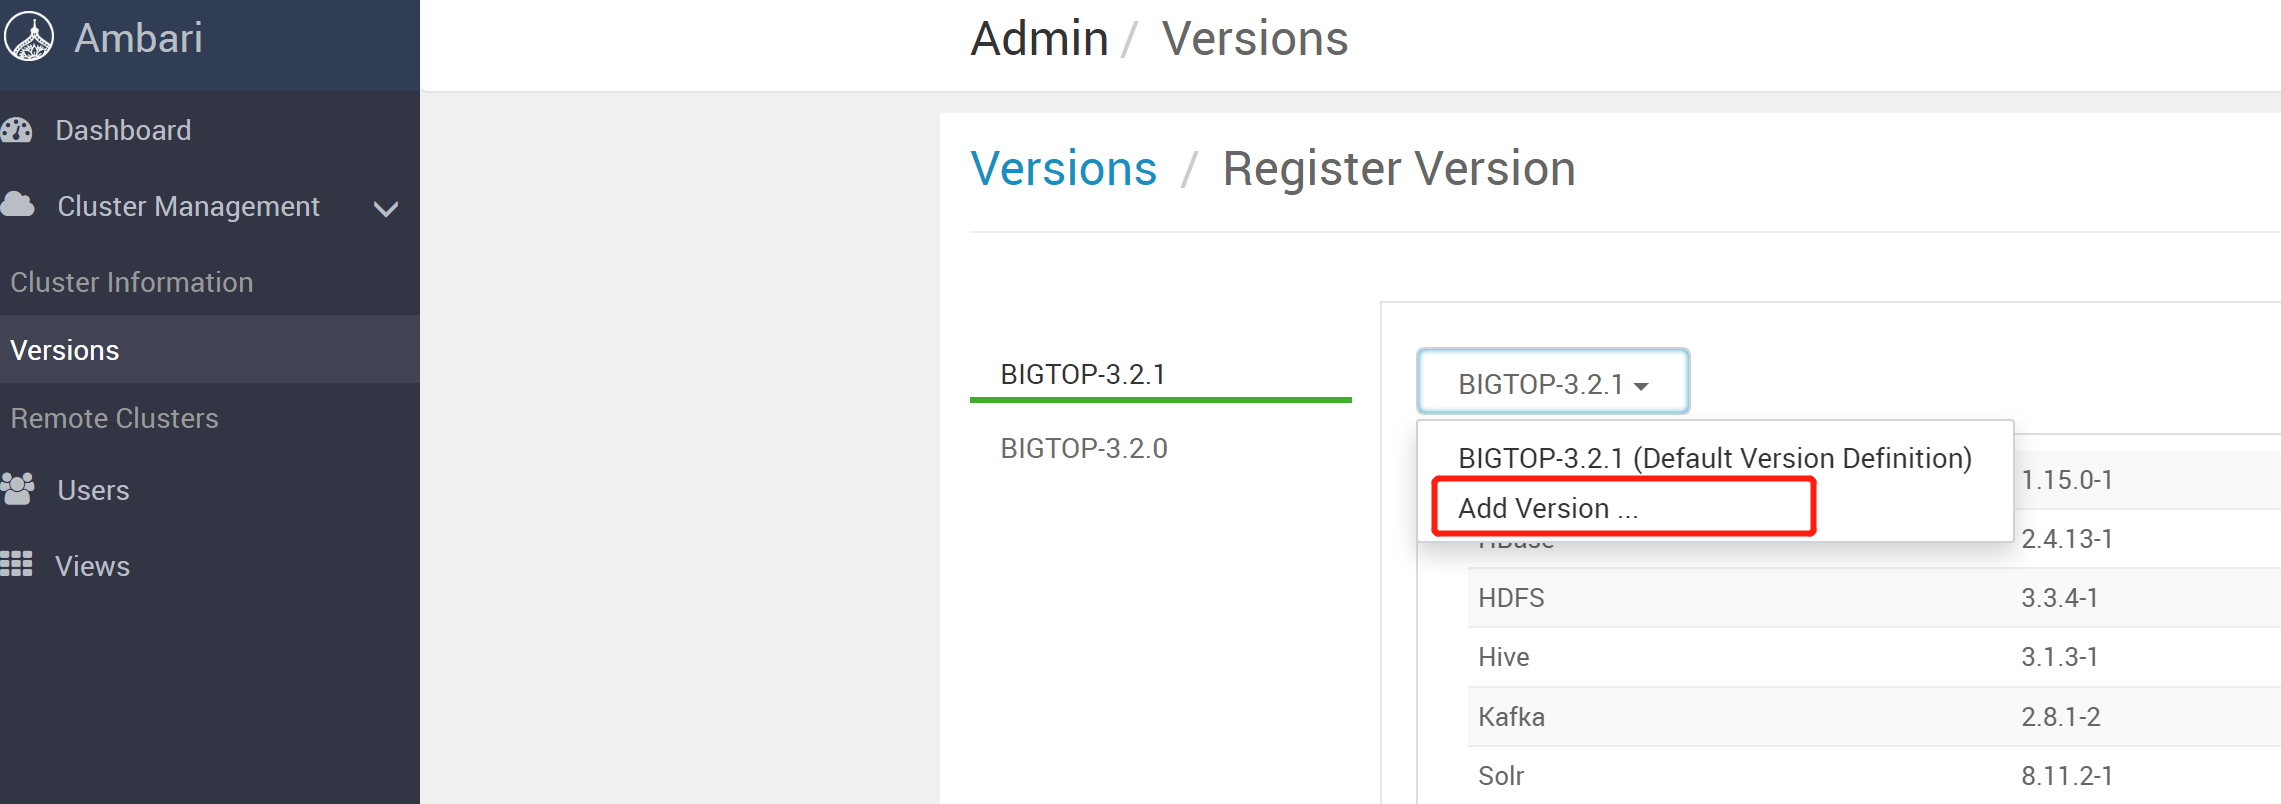 Ambari
Admin / Versions
Dashboard
Cluster Management
Cluster Information
Versions
Remote Clusters
Users
Views
Versions / Register Version
BIGTOP-3.2.1
BIGTOP-3.2.0
BIGTOP-3.2.1
BIGTOP-3.2.1 (Default Version Definition)
Add Version ...
1.15.0-1
HBase 2.4.13-1
HDFS 3.3.4-1
Hive 3.1.3-1
Kafka 2.8.1-2
Solr 8.11.2-1